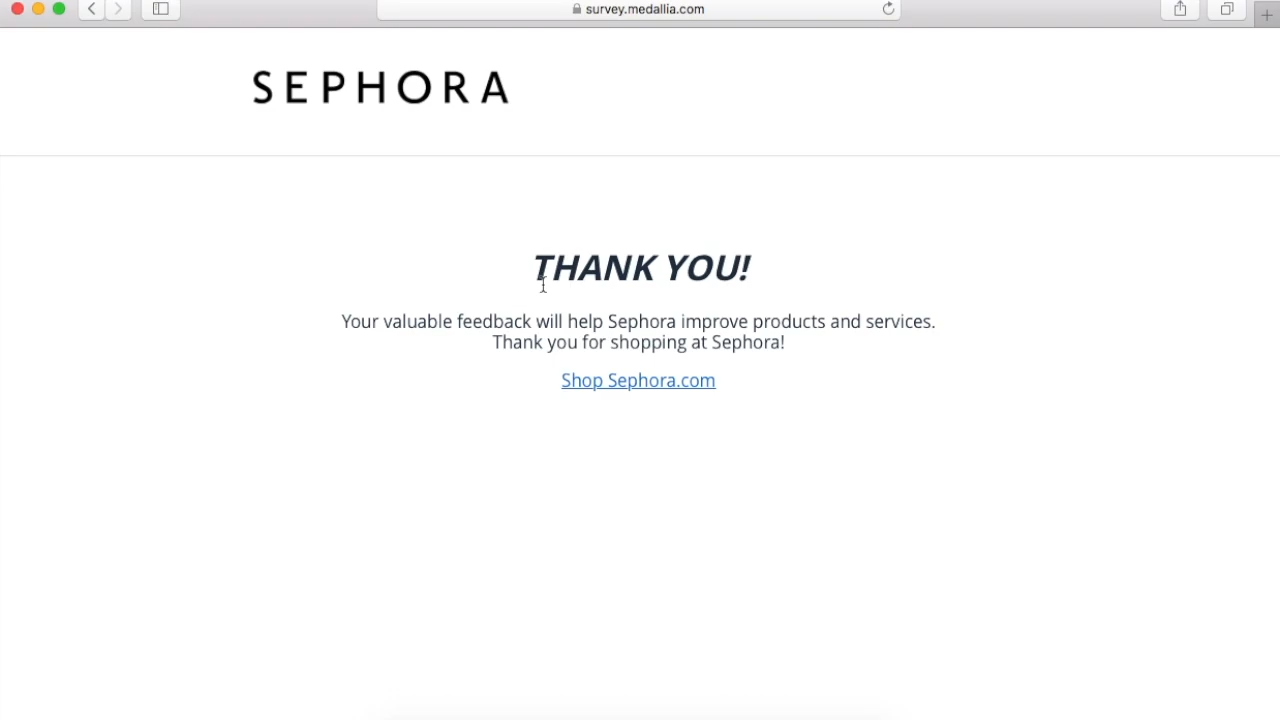 survey.medallia.com
SEPHORA
THANK YOU!
Your valuable feedback will help Sephora improve products and services.
Thank you for shopping at Sephora!
Shop Sephora.com